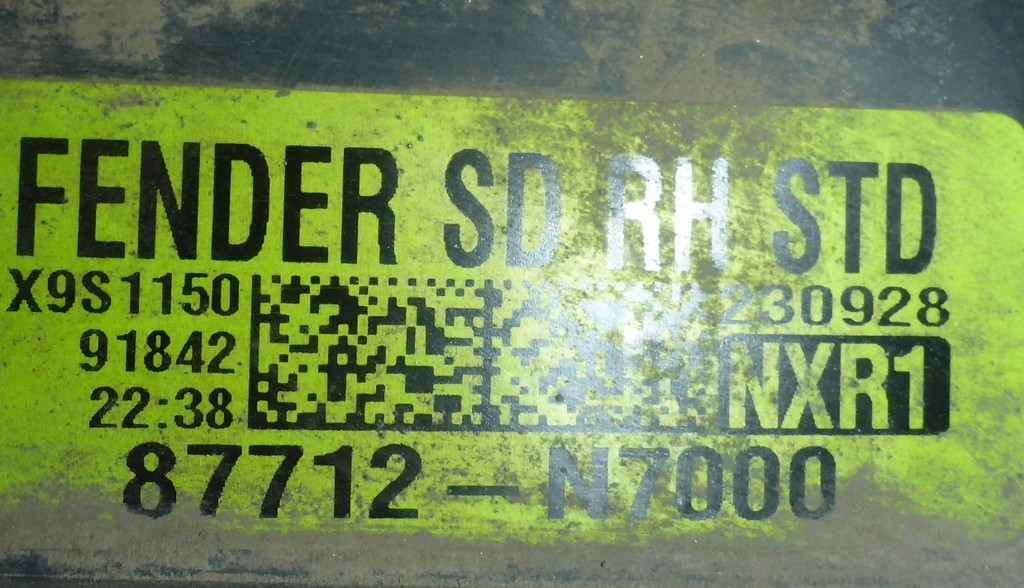 FENDER SD RH STD
X9S1150 230928
91842 NXR1
22:38
87712-N7000